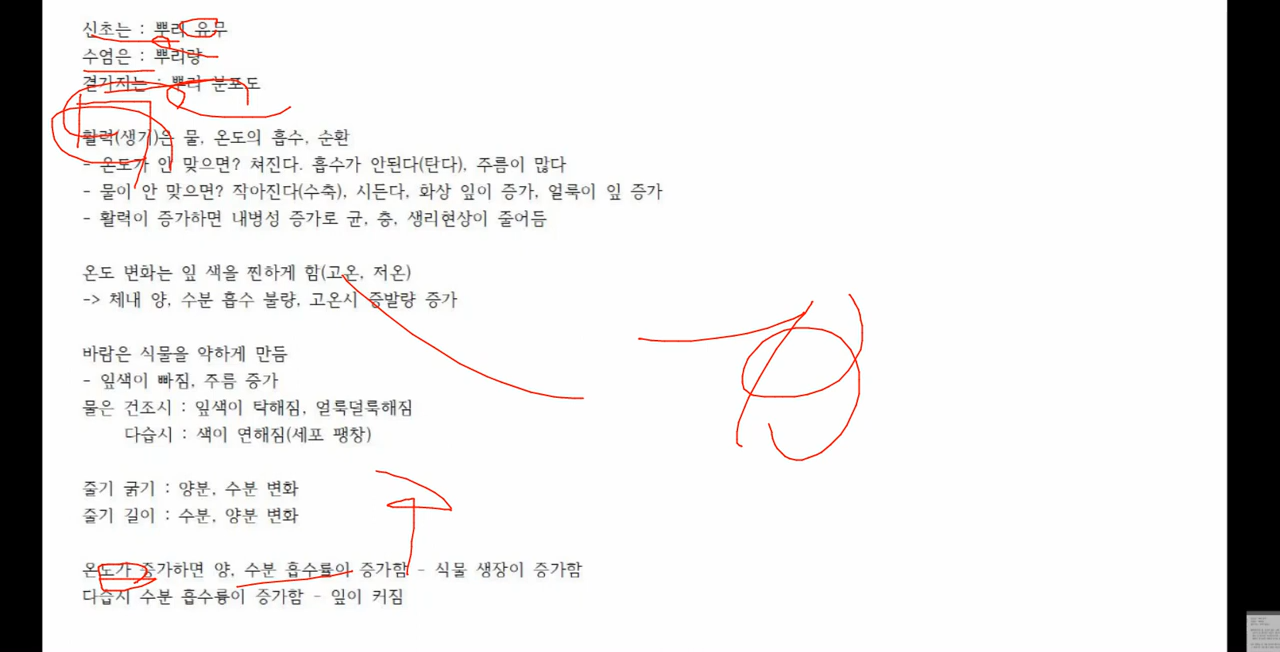 신초는 : 뿌리 유무
수염은 : 뿌리량
곁가지는 : 뿌리 분포도
활력(생기)은 물, 온도의 흡수, 순환
- 온도가 안 맞으면? 쳐진다. 흡수가 안된다(탄다), 주름이 많다
- 물이 안 맞으면? 작아진다(수축), 시든다, 화상 잎이 증가, 얼룩이 잎 증가
- 활력이 증가하면 내병성 증가로 균, 충, 생리현상이 줄어듬
온도 변화는 잎 색을 찐하게 함(고온, 저온)
-> 체내 양, 수분 흡수 불량, 고온시 증발량 증가
바람은 식물을 약하게 만듬
- 잎색이 빠짐, 주름 증가
물은 건조시 : 잎색이 탁해짐, 얼룩덜룩해짐
다습시 : 색이 연해짐(세포 팽창)
줄기 굵기 : 양분, 수분 변화
줄기 길이 : 수분, 양분 변화
온도가 증가하면 양, 수분 흡수률이 증가함 - 식물 생장이 증가함
다습시 수분 흡수륭이 증가함 - 잎이 커짐